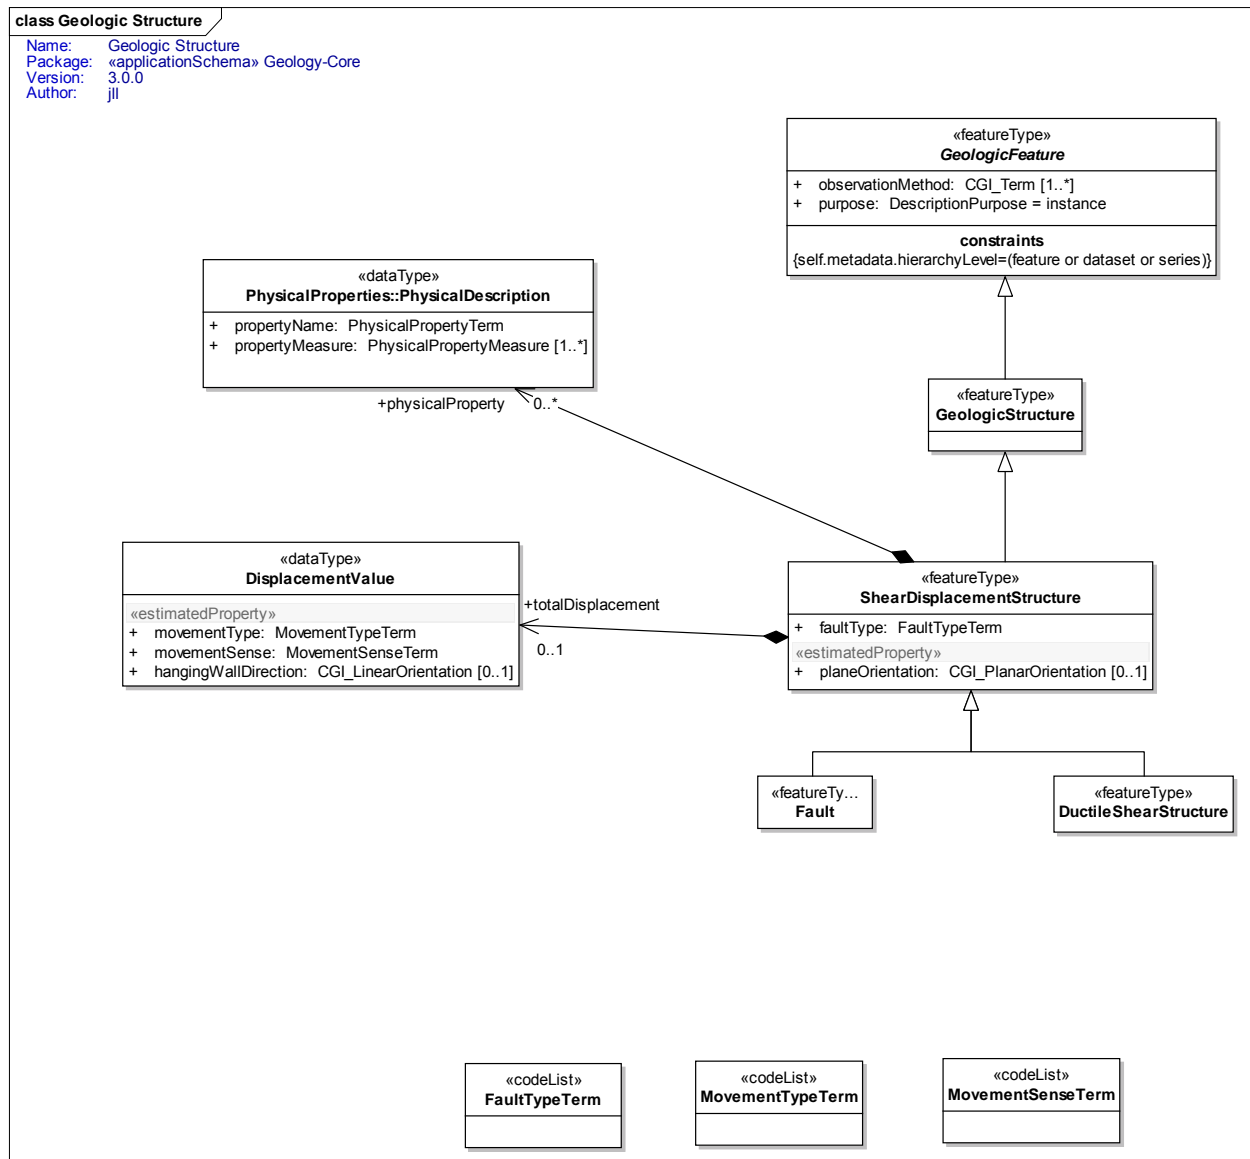 class Geologic Structure
Name: Geologic Structure
Package: «applicationSchema» Geology-Core
Version: 3.0.0
Author: jll
«featureType»
GeologicFeature
+ observationMethod: CGI_Term [1..*]
+ purpose: DescriptionPurpose = instance
constraints
{self.metadata.hierarchyLevel=(feature or dataset or series)}
«dataType»
PhysicalProperties::PhysicalDescription
+ propertyName: PhysicalPropertyTerm
+ propertyMeasure: PhysicalPropertyMeasure [1..*]
+physicalProperty 0..*
«featureType»
GeologicStructure
«dataType»
DisplacementValue
«estimatedProperty»
+ movementType: MovementTypeTerm
+ movementSense: MovementSenseTerm
+ hangingWallDirection: CGI_LinearOrientation [0..1]
+totalDisplacement
0..1
«featureType»
ShearDisplacementStructure
+ faultType: FaultTypeTerm
«estimatedProperty»
+ planeOrientation: CGI_PlanarOrientation [0..1]
«featureTy...
Fault
«featureType»
DuctileShearStructure
«codeList»
FaultTypeTerm
«codeList»
MovementTypeTerm
«codeList»
MovementSenseTerm